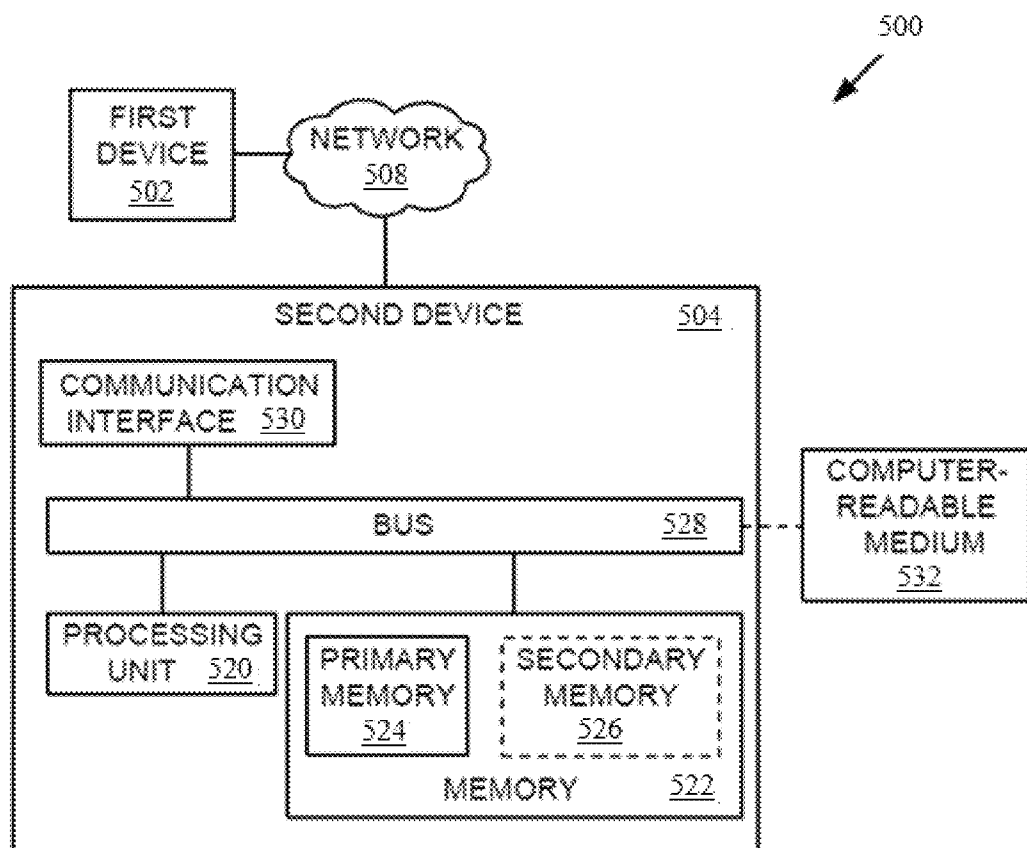 500
FIRST
DEVICE
502
NETWORK
508
SECOND DEVICE 504
COMMUNICATION
INTERFACE 530
BUS 528
COMPUTER-
READABLE
MEDIUM
532
PROCESSING
UNIT 520
PRIMARY
MEMORY
524
SECONDARY
MEMORY
526
MEMORY 522